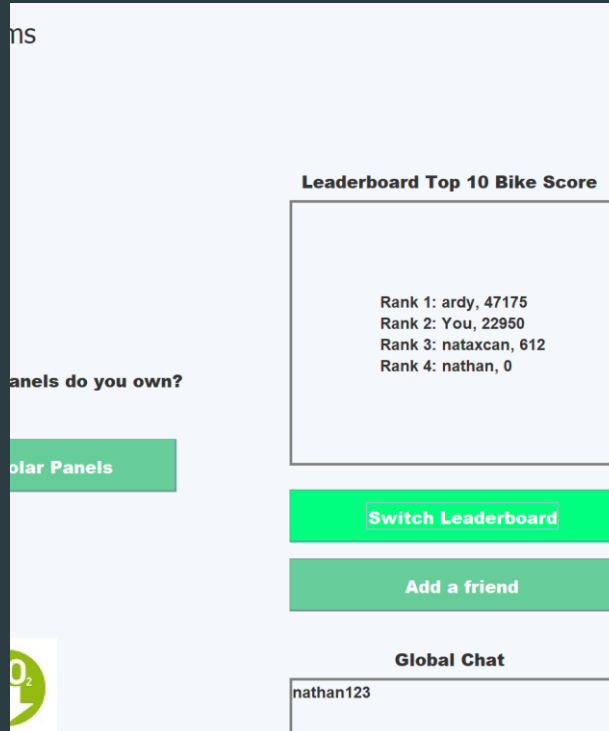 ms
Leaderboard Top 10 Bike Score
Rank 1: ardy, 47175
Rank 2: You, 22950
Rank 3: nataxcan, 612
Rank 4: nathan, 0
anels do you own?
olar Panels
Switch Leaderboard
Add a friend
Global Chat
O₂
nathan123